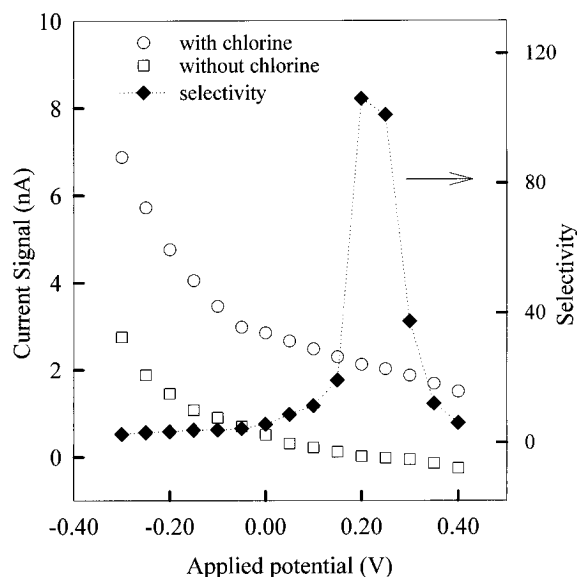 10
8
6
4
2
0
Current Signal (nA)
with chlorine
without chlorine
selectivity
120
80
40
0
Selectivity
-0.40
-0.20
0.00
0.20
0.40
Applied potential (V)